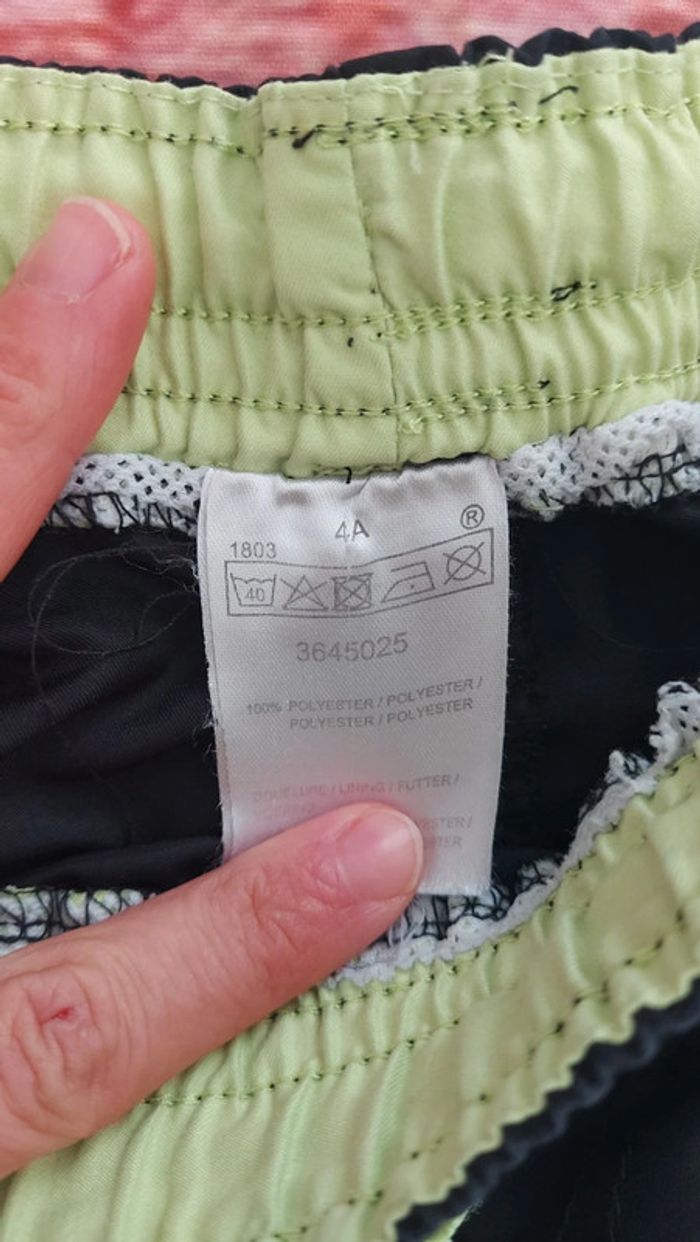 4A
®
1803
40
3645025
100% POLYESTER / POLYESTER /
POLYESTER / POLYESTER
DOUBLURE / LINING / FUTTER /